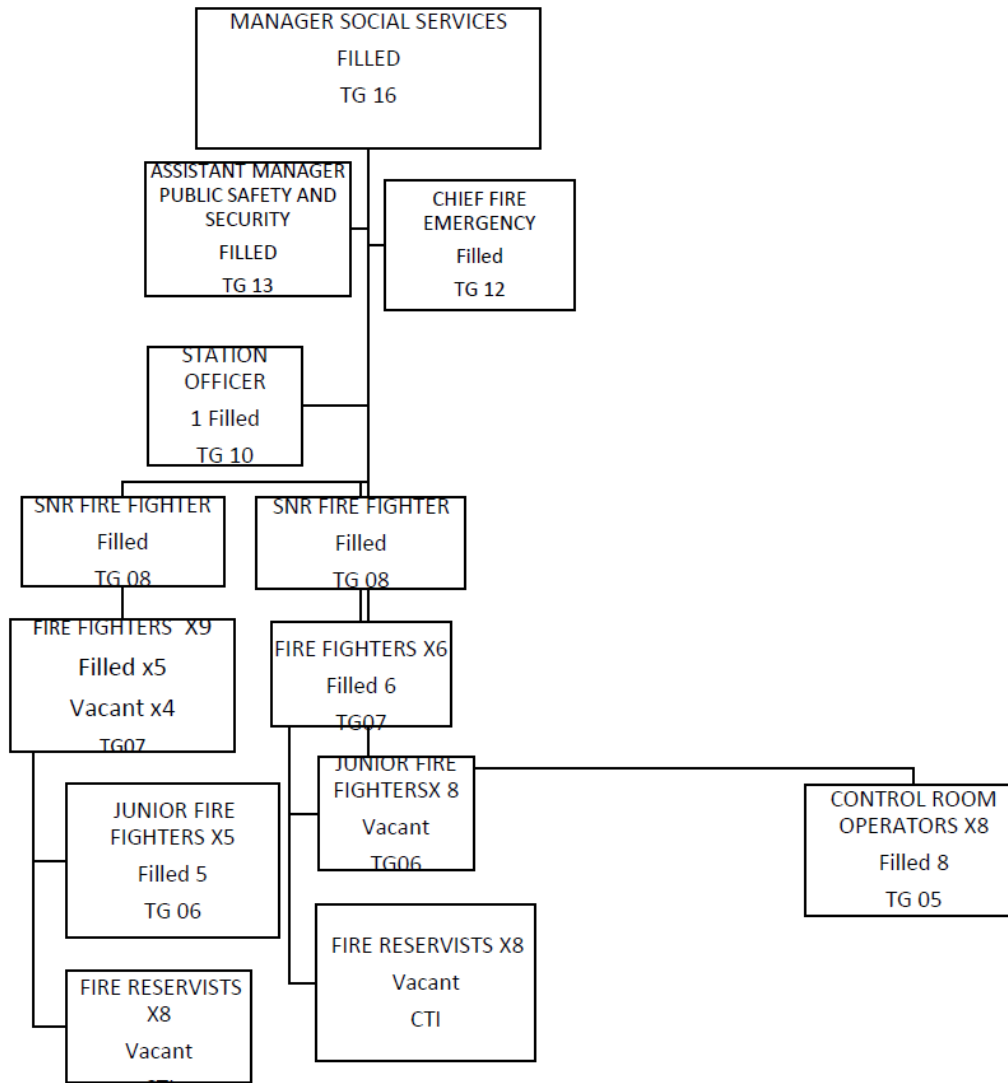 MANAGER SOCIAL SERVICES
FILLED
TG 16
ASSISTANT MANAGER
PUBLIC SAFETY AND
SECURITY
FILLED
TG 13
CHIEF FIRE
EMERGENCY
Filled
TG 12
STATION
OFFICER
1 Filled
TG 10
SNR FIRE FIGHTER
Filled
TG 08
SNR FIRE FIGHTER
Filled
TG 08
FIRE FIGHTERS X9
Filled x5
Vacant x4
TG07
FIRE FIGHTERS X6
Filled 6
TG07
JUNIOR FIRE
FIGHTERS X5
Filled 5
TG 06
JUNIOR FIRE
FIGHTERSX 8
Vacant
TG06
CONTROL ROOM
OPERATORS X8
Filled 8
TG 05
FIRE RESERVISTS
X8
Vacant
CTI
FIRE RESERVISTS X8
Vacant
CTI